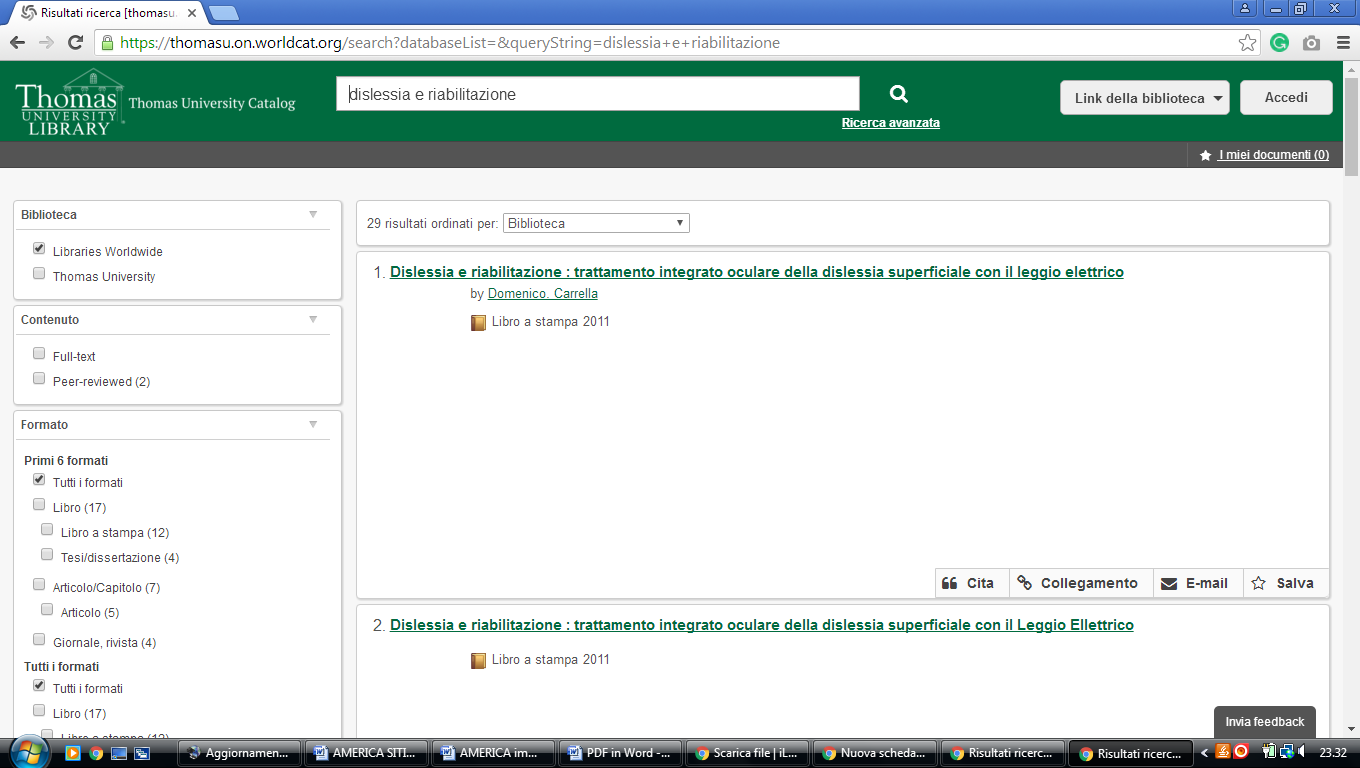 Risultati ricerca [thomasu.
https://thomasu.on.worldcat.org/search?databaseList=&queryString=dislessia+e+riabilitazione
Thomas
UNIVERSITY
LIBRARY
Thomas University Catalog
dislessia e riabilitazione
Ricerca avanzata
Link della biblioteca
Accedi
I miei documenti (0)
Biblioteca
Libraries Worldwide
Thomas University
Contenuto
Full-text
Peer-reviewed (2)
Formato
Primi 6 formati
Tutti i formati
Libro (17)
Libro a stampa (12)
Tesi/dissertazione (4)
Articolo/Capitolo (7)
Articolo (5)
Giornale, rivista (4)
Tutti i formati
Tutti i formati
Libro (17)
Libro a stampa (12)
29 risultati ordinati per: Biblioteca
1. Dislessia e riabilitazione : trattamento integrato oculare della dislessia superficiale con il leggio elettrico
by Domenico. Carrella
Libro a stampa 2011
Cita Collegamento E-mail Salva
2. Dislessia e riabilitazione : trattamento integrato oculare della dislessia superficiale con il Leggio Ellettrico
Libro a stampa 2011
Invia feedback
Aggiornamen... AMERICA SITI... AMERICA im... PDF in Word -... Scarica file | iL... Nuova scheda... Risultati ricerc... Risultati ricerc... 23.32